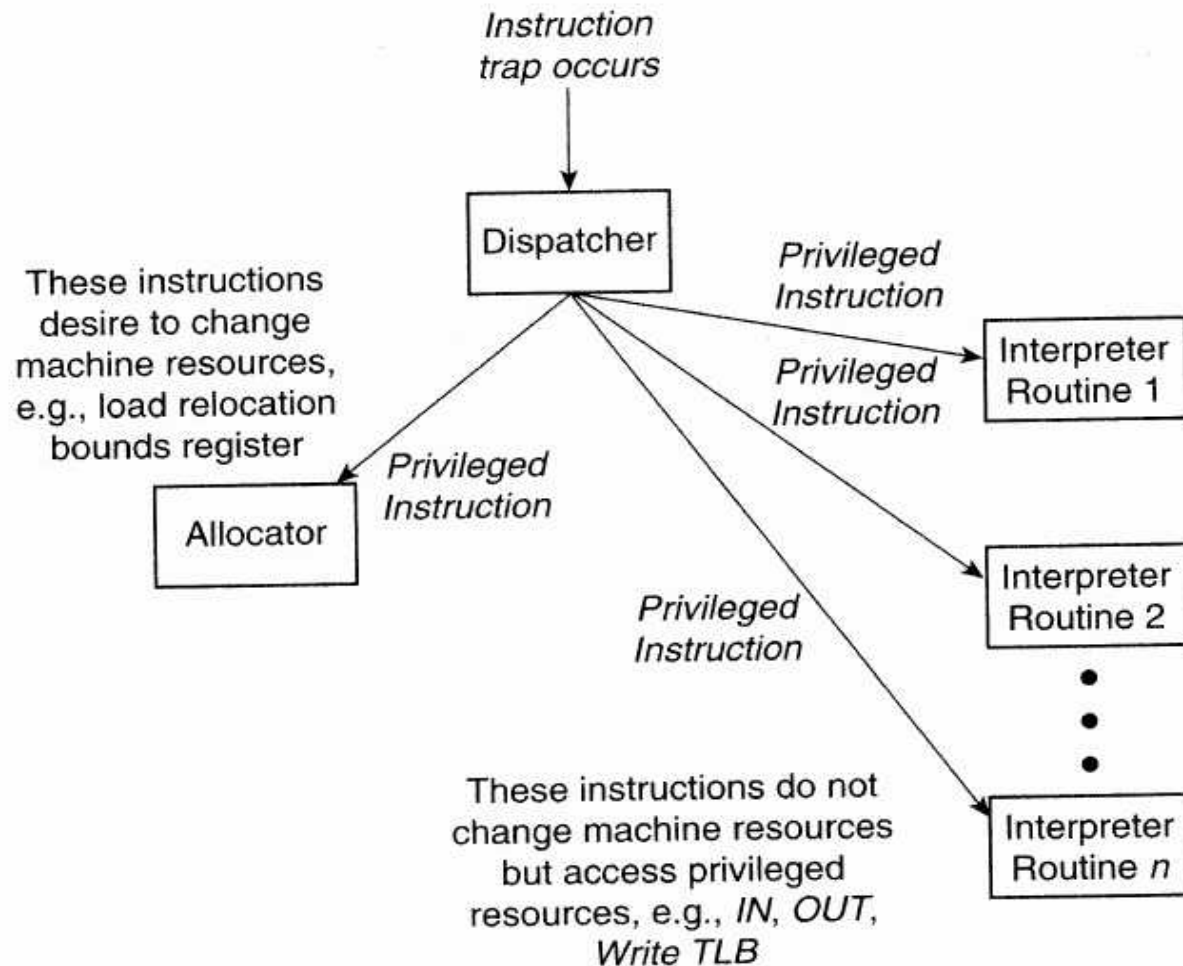 Instruction
trap occurs
Dispatcher
These instructions
desire to change
machine resources,
e.g., load relocation
bounds register
Privileged
Instruction
Allocator
Privileged
Instruction
Interpreter
Routine 1
Privileged
Instruction
Interpreter
Routine 2
Privileged
Instruction
Interpreter
Routine n
These instructions do not
change machine resources
but access privileged
resources, e.g., IN, OUT,
Write TLB